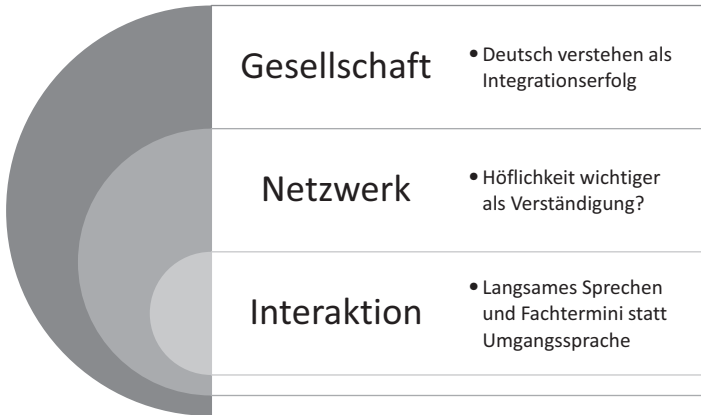 Gesellschaft
• Deutsch verstehen als
Integrationserfolg
Netzwerk
• Höflichkeit wichtiger
als Verständigung?
Interaktion
• Langsames Sprechen
und Fachtermini statt
Umgangssprache